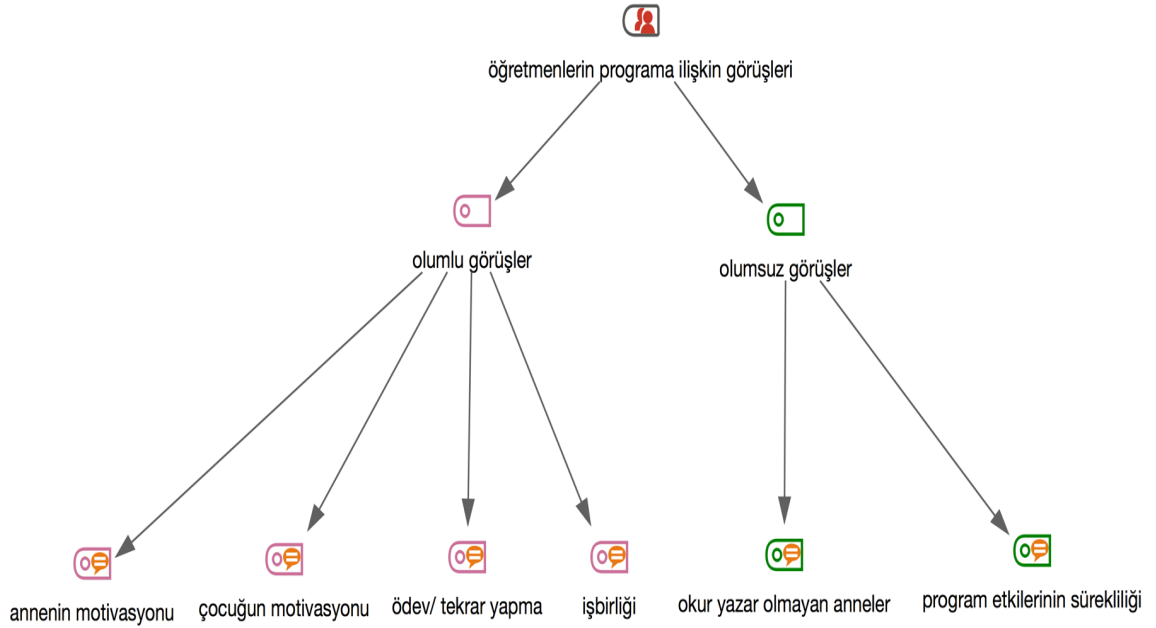 öğretmenlerin programa ilişkin görüşleri
olumlu görüşler
olumsuz görüşler
annenin motivasyonu
çocuğun motivasyonu
ödev/ tekrar yapma
işbirliği
okur yazar olmayan anneler
program etkilerinin sürekliliği